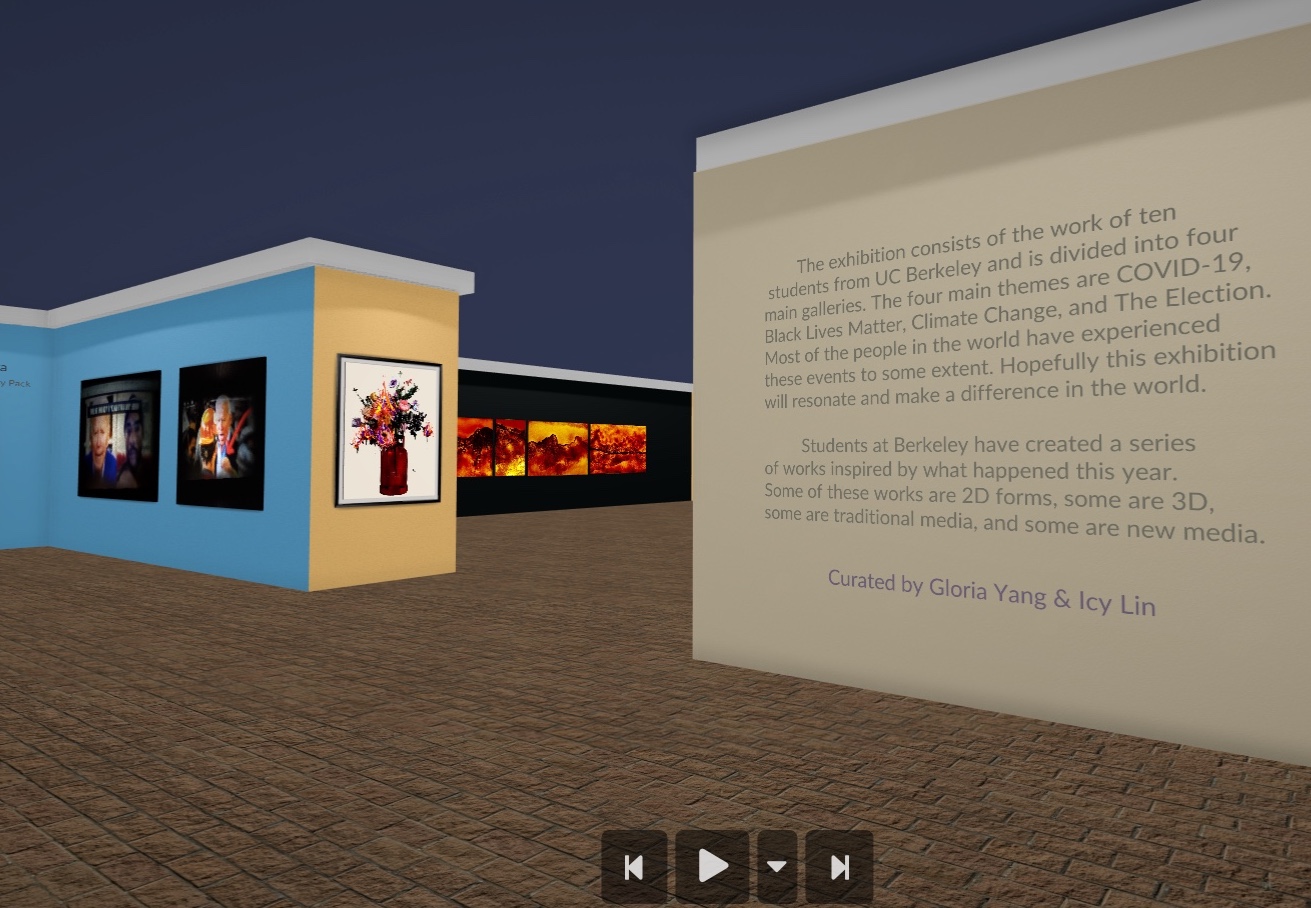 The exhibition consists of the work of ten
students from UC Berkeley and is divided into four
main galleries. The four main themes are COVID-19,
Black Lives Matter, Climate Change, and The Election.
Most of the people in the world have experienced
these events to some extent. Hopefully this exhibition
will resonate and make a difference in the world.
Students at Berkeley have created a series
of works inspired by what happened this year.
Some of these works are 2D forms, some are 3D,
some are traditional media, and some are new media.
Curated by Gloria Yang & Icy Lin
a
y Pack